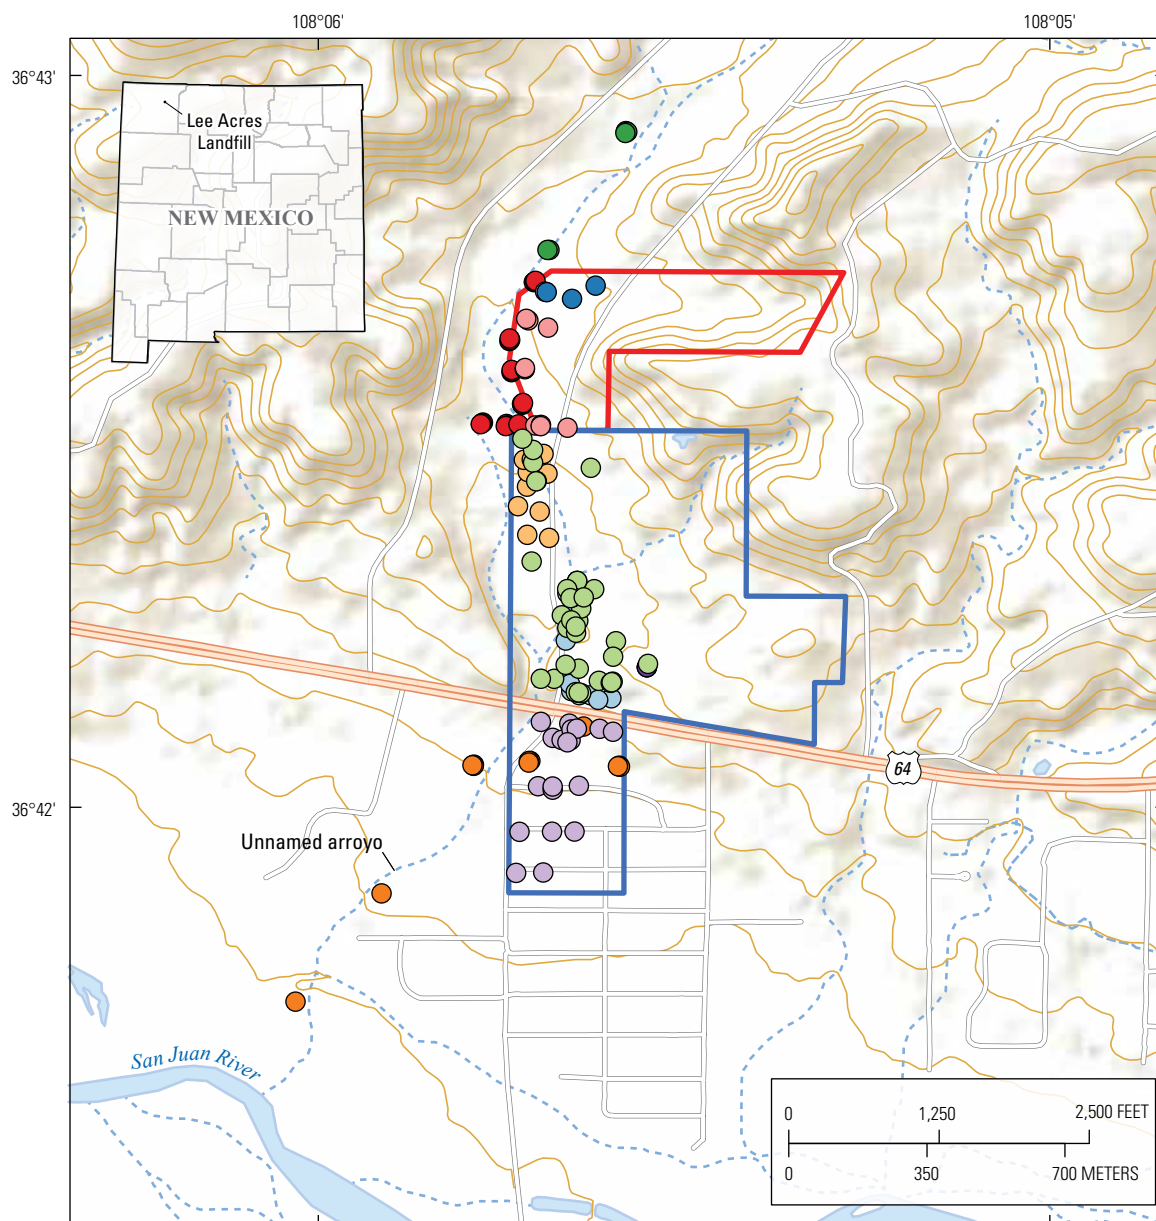 108°06'
108°05'
36°43'
Lee Acres
Landfill
NEW MEXICO
64
36°42'
Unnamed arroyo
San Juan River
0
1,250
2,500 FEET
0
350
700 METERS